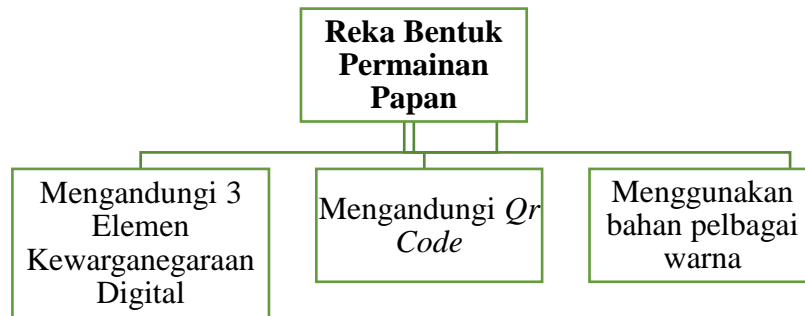 Reka Bentuk
Permainan
Papan
Mengandungi 3
Elemen
Kewarganegaraan
Digital
Mengandungi Qr
Code
Menggunakan
bahan pelbagai
warna